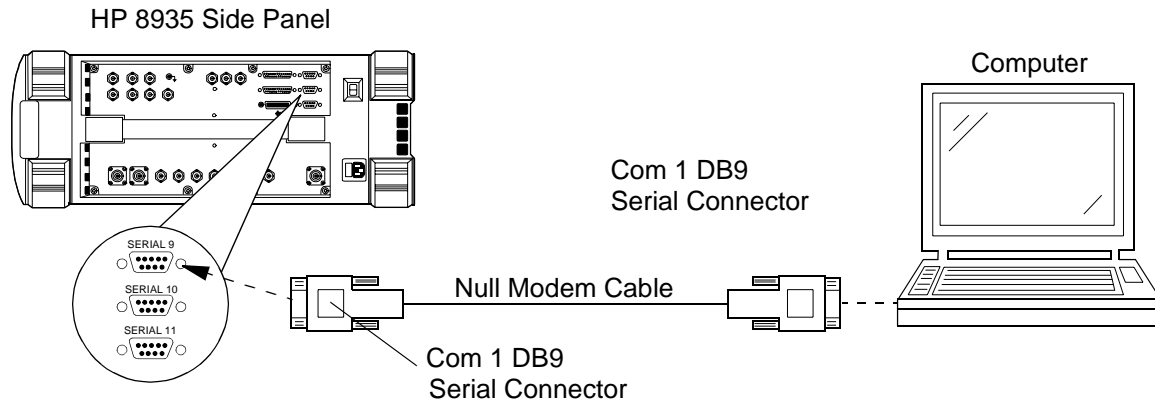 HP 8935 Side Panel
Computer
Com 1 DB9
Serial Connector
SERIAL 9
SERIAL 10
SERIAL 11
Null Modem Cable
Com 1 DB9
Serial Connector